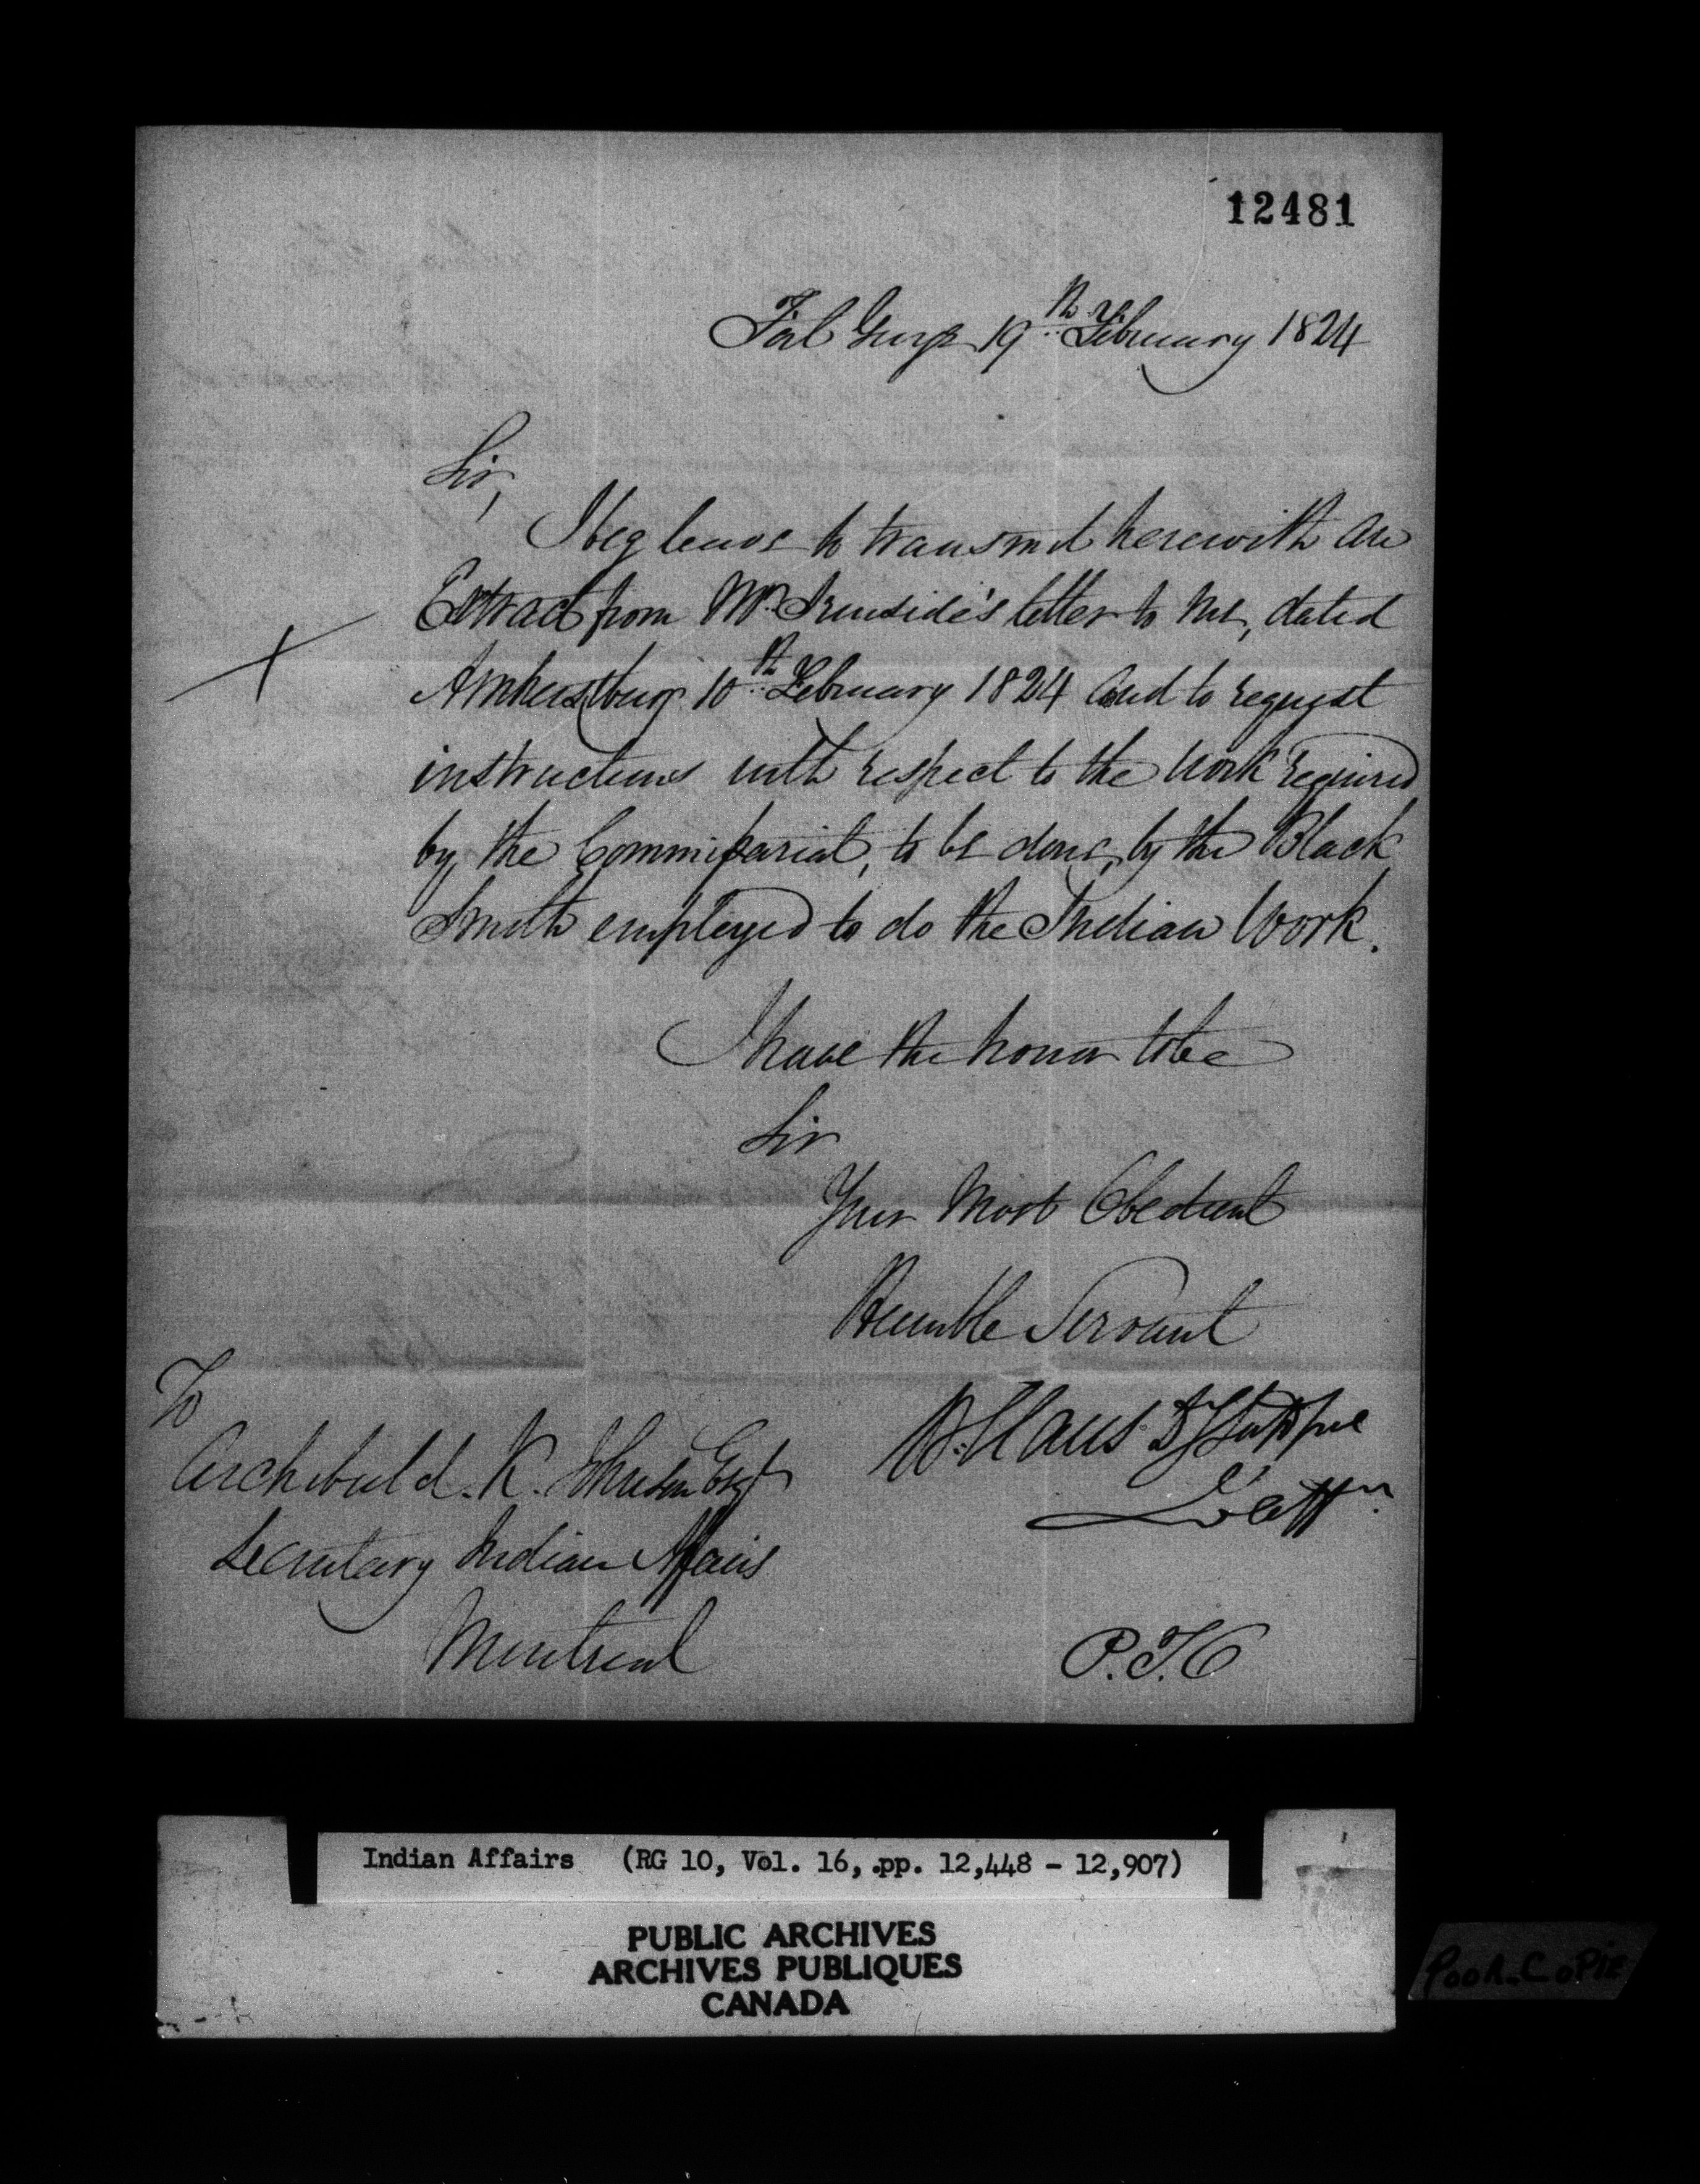 12481
Fort George 19th February 1824
Sir,
I beg leave to transmit herewith an
Extract from Mr. Ironside's letter to me, dated
Amherstburg 10th February 1824 and to request
instructions with respect to the work required
by the Commissariat, to be done, by the Black
Smith employed to do the Indian Work.
I have the honor to be
Sir
Your Most Obedient
Humble Servant
To
W. Claus
Archibald. K. Johnson Esqr
Secretary Indian Affairs
Montreal
P.T.O
Indian Affairs (RG 10, Vol. 16, pp. 12,448 - 12,907)
PUBLIC ARCHIVES
ARCHIVES PUBLIQUES
CANADA
POOR COPIE